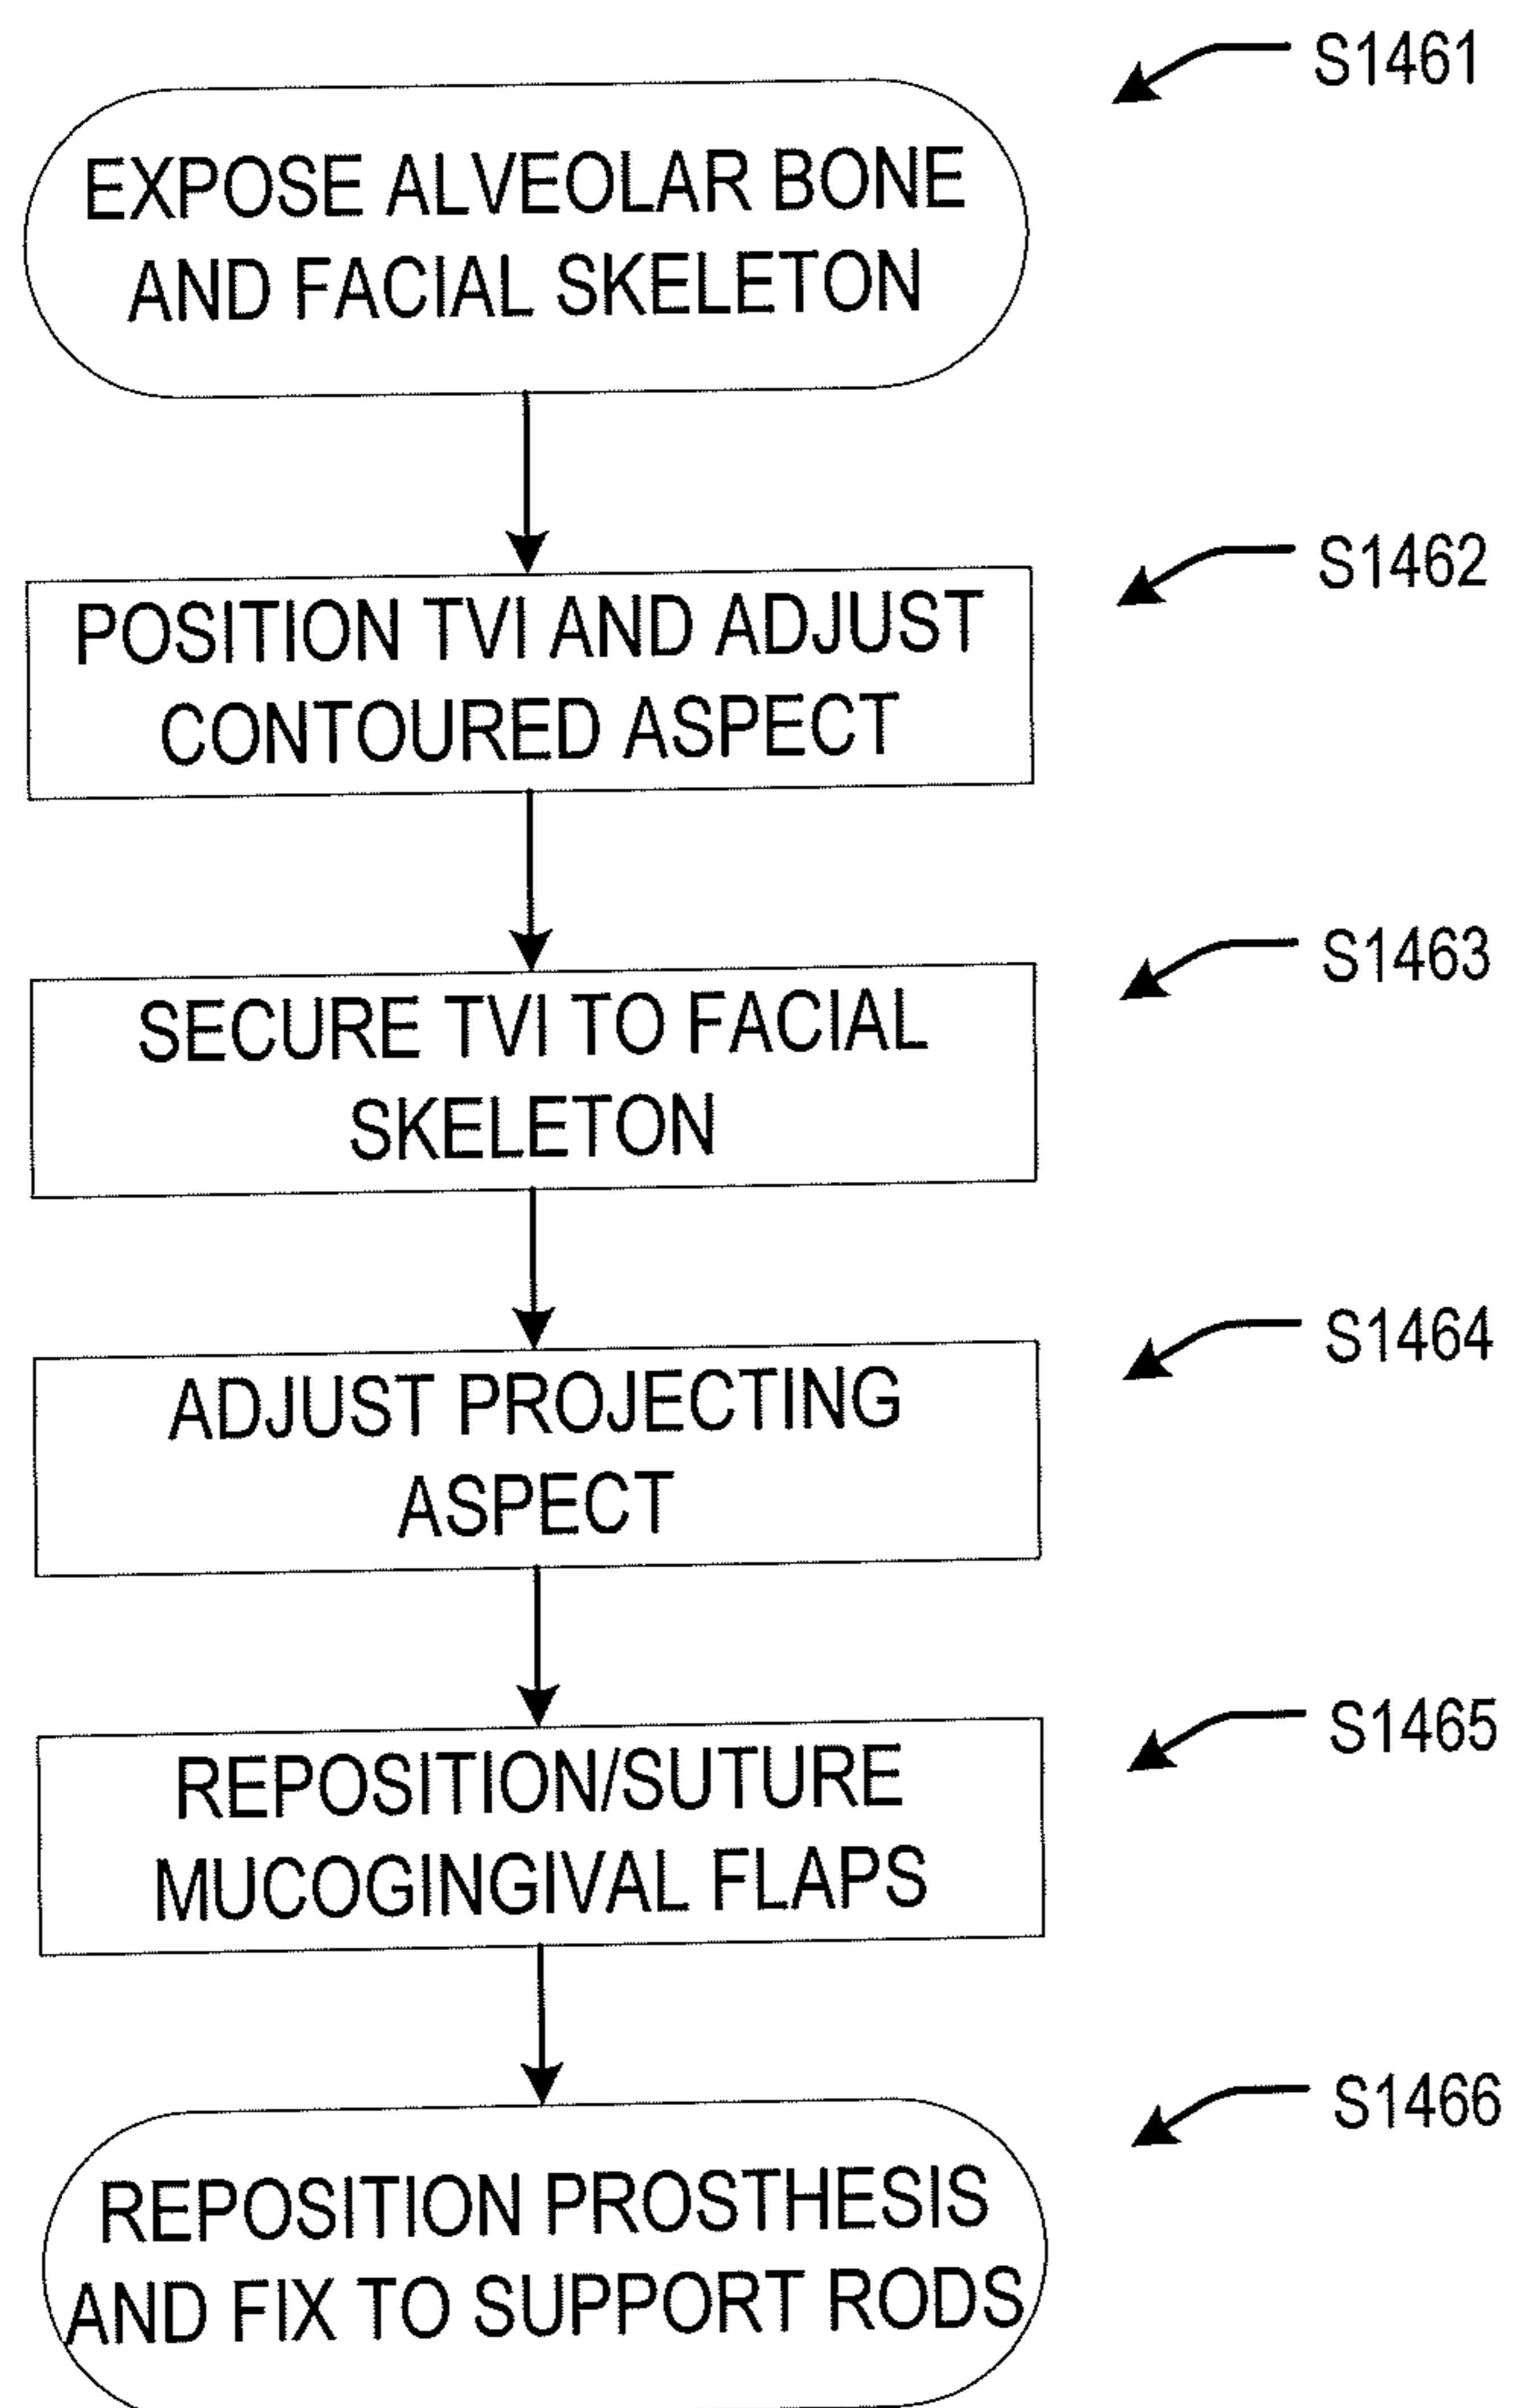 S1461
EXPOSE ALVEOLAR BONE
AND FACIAL SKELETON
S1462
POSITION TVI AND ADJUST
CONTOURED ASPECT
S1463
SECURE TVI TO FACIAL
SKELETON
S1464
ADJUST PROJECTING
ASPECT
S1465
REPOSITION/SUTURE
MUCOGINGIVAL FLAPS
S1466
REPOSITION PROSTHESIS
AND FIX TO SUPPORT RODS